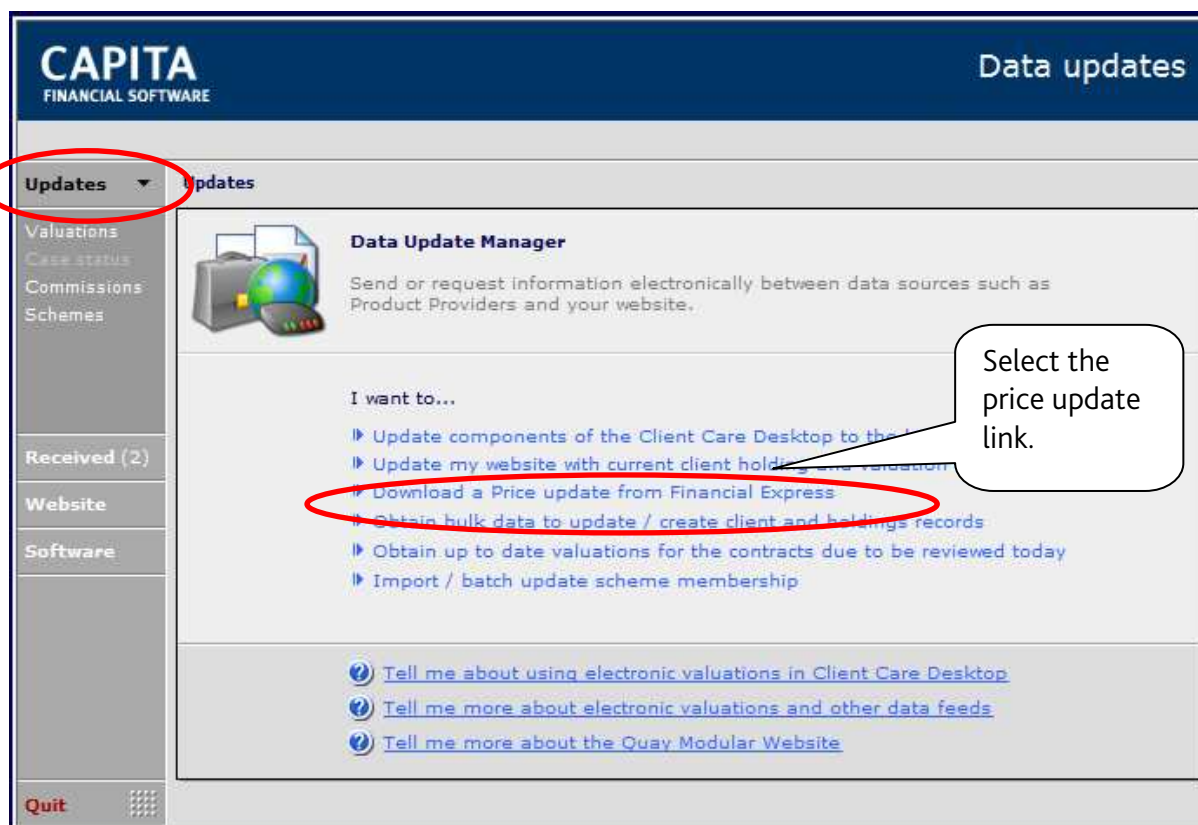 CAPITA
FINANCIAL SOFTWARE
Data updates
Updates
Updates
Valuations
Case status
Commissions
Schemes
Received (2)
Website
Software
Quit
Data Update Manager
Send or request information electronically between data sources such as
Product Providers and your website.
I want to...
Update components of the Client Care Desktop to the
Update my website with current client holding and valuation
Download a Price update from Financial Express
Obtain bulk data to update / create client and holdings records
Obtain up to date valuations for the contracts due to be reviewed today
Import / batch update scheme membership
Select the
price update
link.
Tell me about using electronic valuations in Client Care Desktop
Tell me more about electronic valuations and other data feeds
Tell me more about the Quay Modular Website